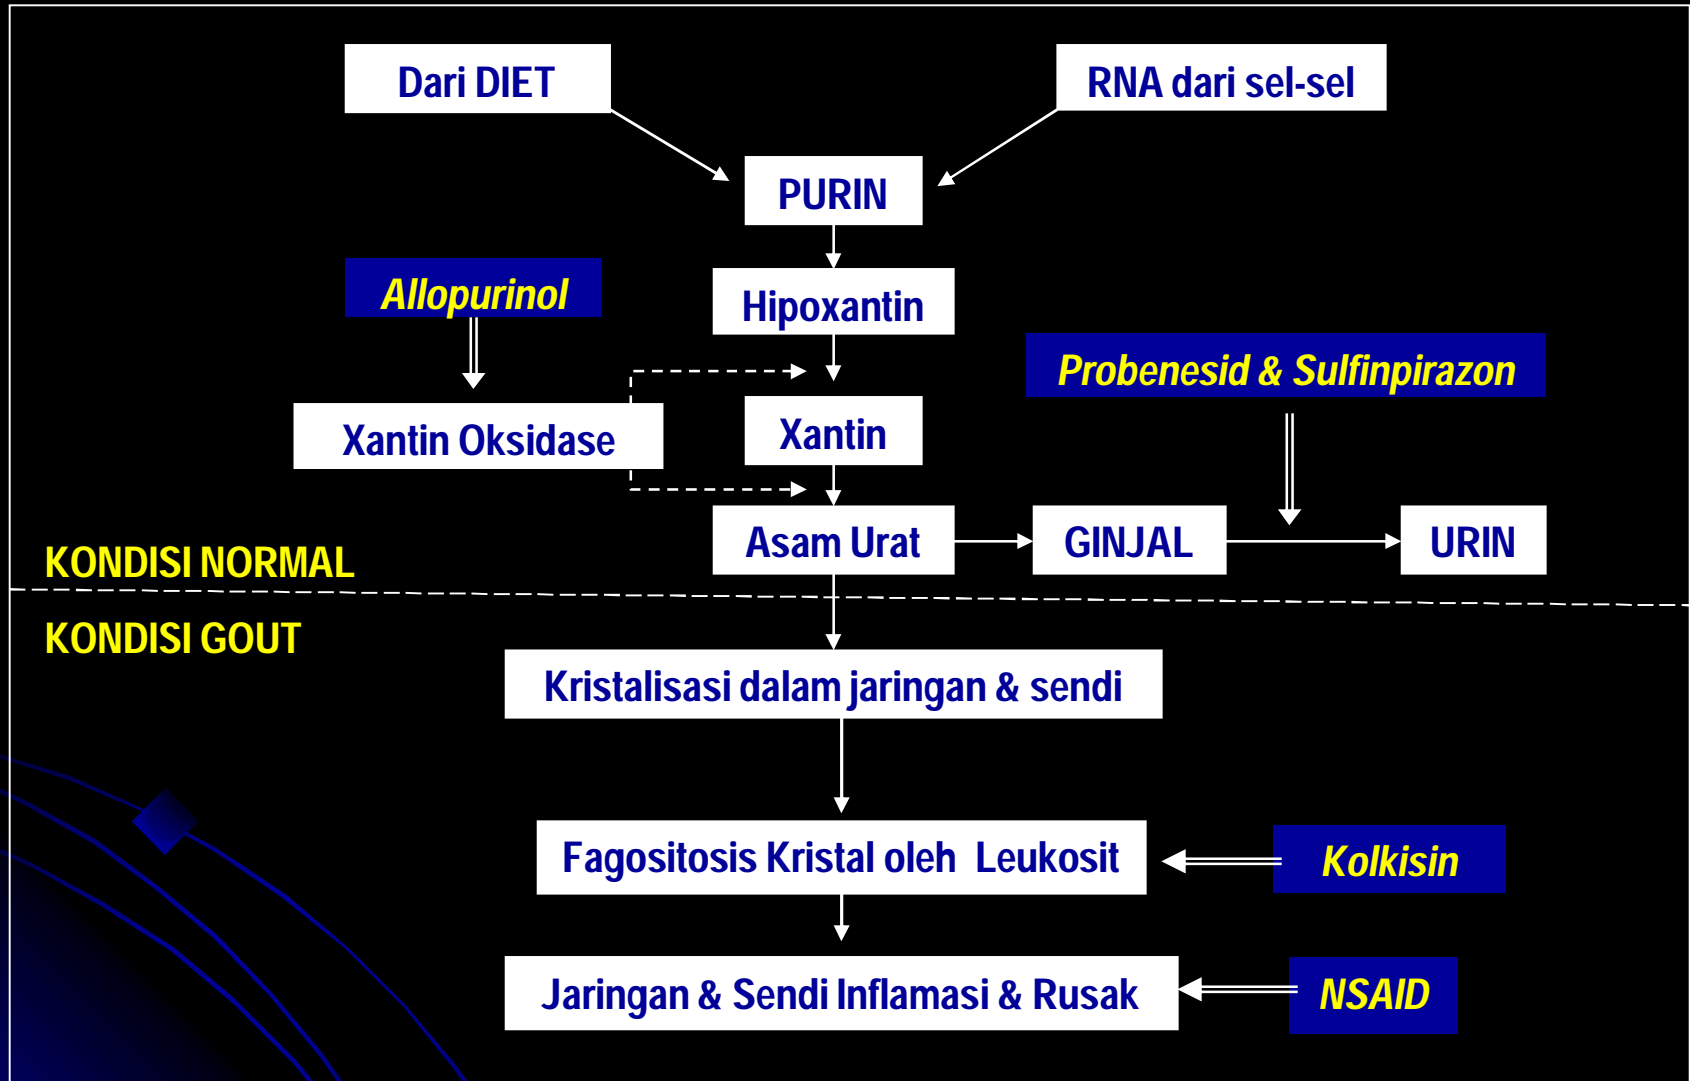 Dari DIET
RNA dari sel-sel
PURIN
Allopurinol
Hipoxantin
Probenesid & Sulfinpirazon
Xantin Oksidase
Xantin
Asam Urat
GINJAL
URIN
KONDISI NORMAL
KONDISI GOUT
Kristalisasi dalam jaringan & sendi
Fagositosis Kristal oleh Leukosit
Kolkisin
Jaringan & Sendi Inflamasi & Rusak
NSAID